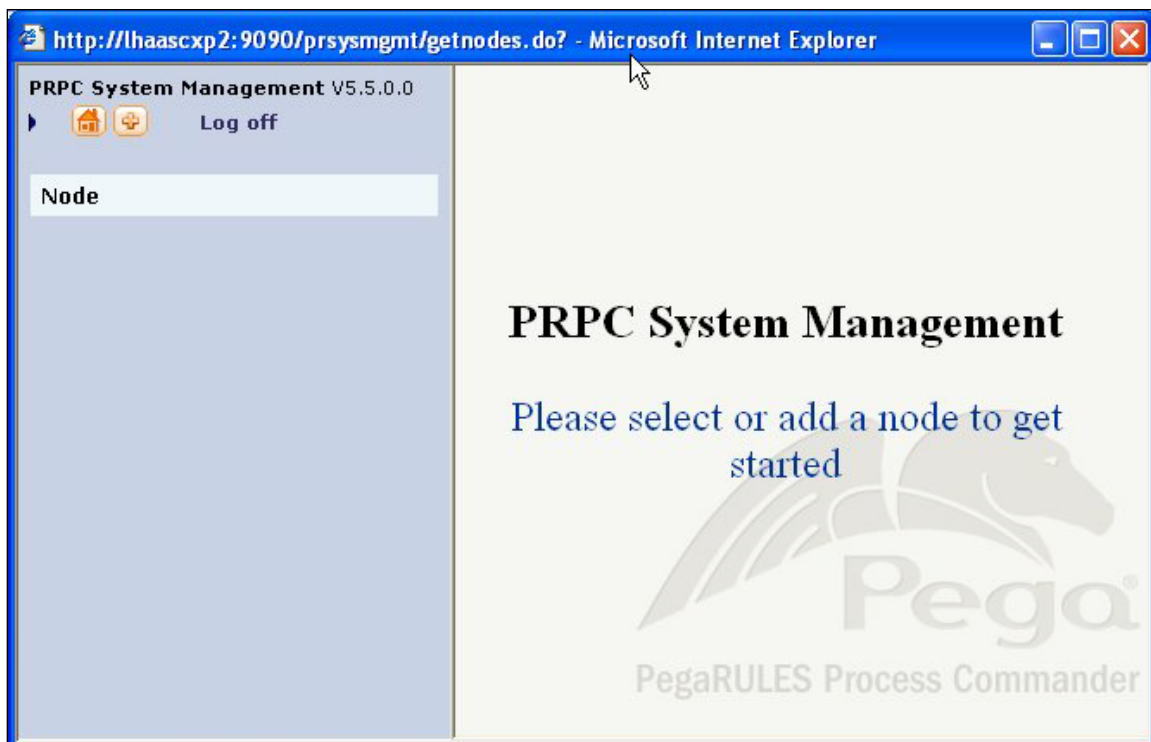 http://lhaascxp2:9090/prsysmgmt/getnodes.do? - Microsoft Internet Explorer
PRPC System Management V5.5.0.0
Log off
Node
PRPC System Management
Please select or add a node to get
started
Pega®
PegaRULES Process Commander